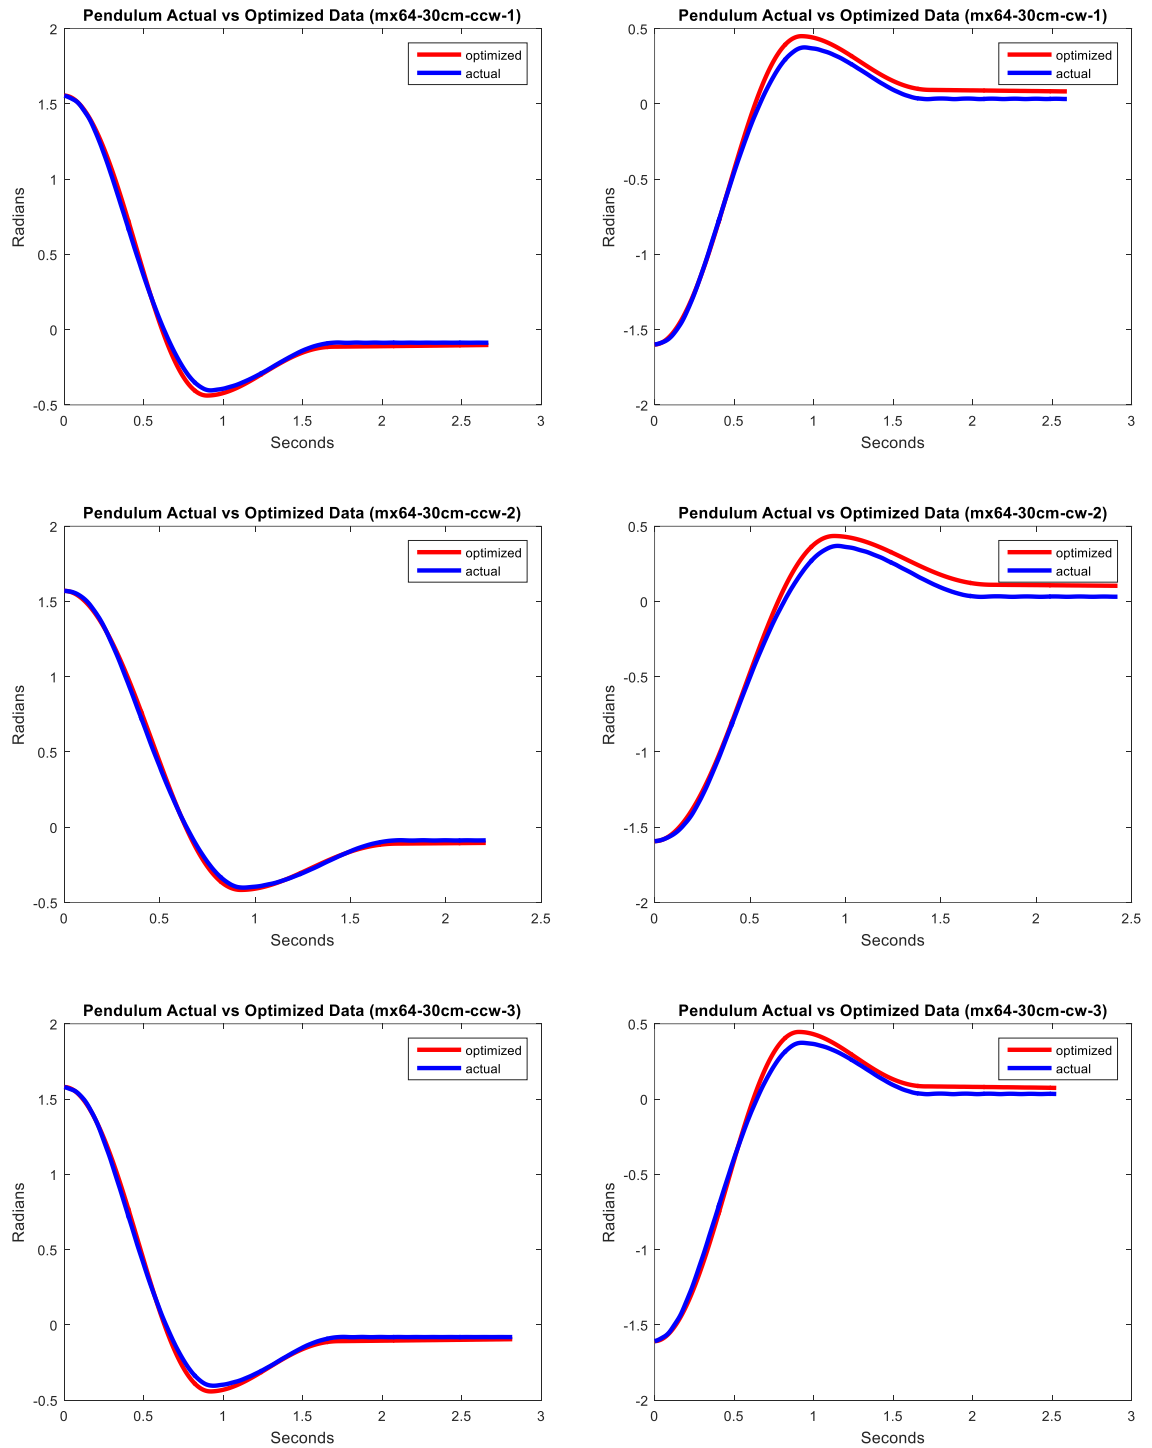 Pendulum Actual vs Optimized Data (mx64-30cm-ccw-1)
2
1.5
1
0.5
0
-0.5
Radians
optimized
actual
0 0.5 1 1.5 2 2.5 3
Seconds
Pendulum Actual vs Optimized Data (mx64-30cm-cw-1)
0.5
0
-0.5
-1
-1.5
-2
Radians
optimized
actual
0 0.5 1 1.5 2 2.5 3
Seconds
Pendulum Actual vs Optimized Data (mx64-30cm-ccw-2)
2
1.5
1
0.5
0
-0.5
Radians
optimized
actual
0 0.5 1 1.5 2 2.5
Seconds
Pendulum Actual vs Optimized Data (mx64-30cm-cw-2)
0.5
0
-0.5
-1
-1.5
-2
Radians
optimized
actual
0 0.5 1 1.5 2 2.5
Seconds
Pendulum Actual vs Optimized Data (mx64-30cm-ccw-3)
2
1.5
1
0.5
0
-0.5
Radians
optimized
actual
0 0.5 1 1.5 2 2.5 3
Seconds
Pendulum Actual vs Optimized Data (mx64-30cm-cw-3)
0.5
0
-0.5
-1
-1.5
-2
Radians
optimized
actual
0 0.5 1 1.5 2 2.5 3
Seconds